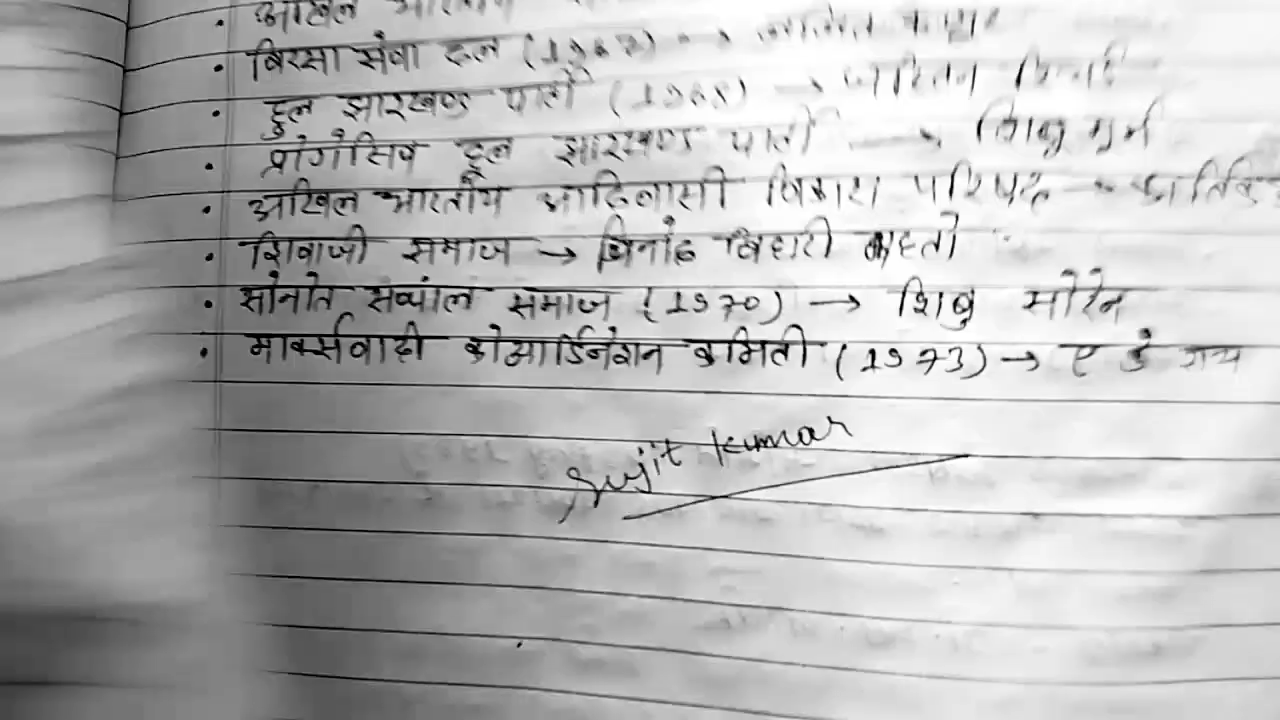 अखिल
• बिरसा सेवा दल (1967) → ललित
• हुल झारखण्ड पार्टी (1968) → जस्टिन रिचर्ड
• प्रोगेसिव हुल झारखण्ड पार्टी → शिबू मुर्म
• अखिल भारतीय आदिवासी विकास परिषद → कार्तिक
• शिवाजी समाज → बिनोद बिहारी महतो
• सोनोत संथाल समाज (1970) → शिबु सोरेन
• मार्क्सवादी कोआर्डिनेशन कमिती (1973) → ए के राय
Sujit kumar